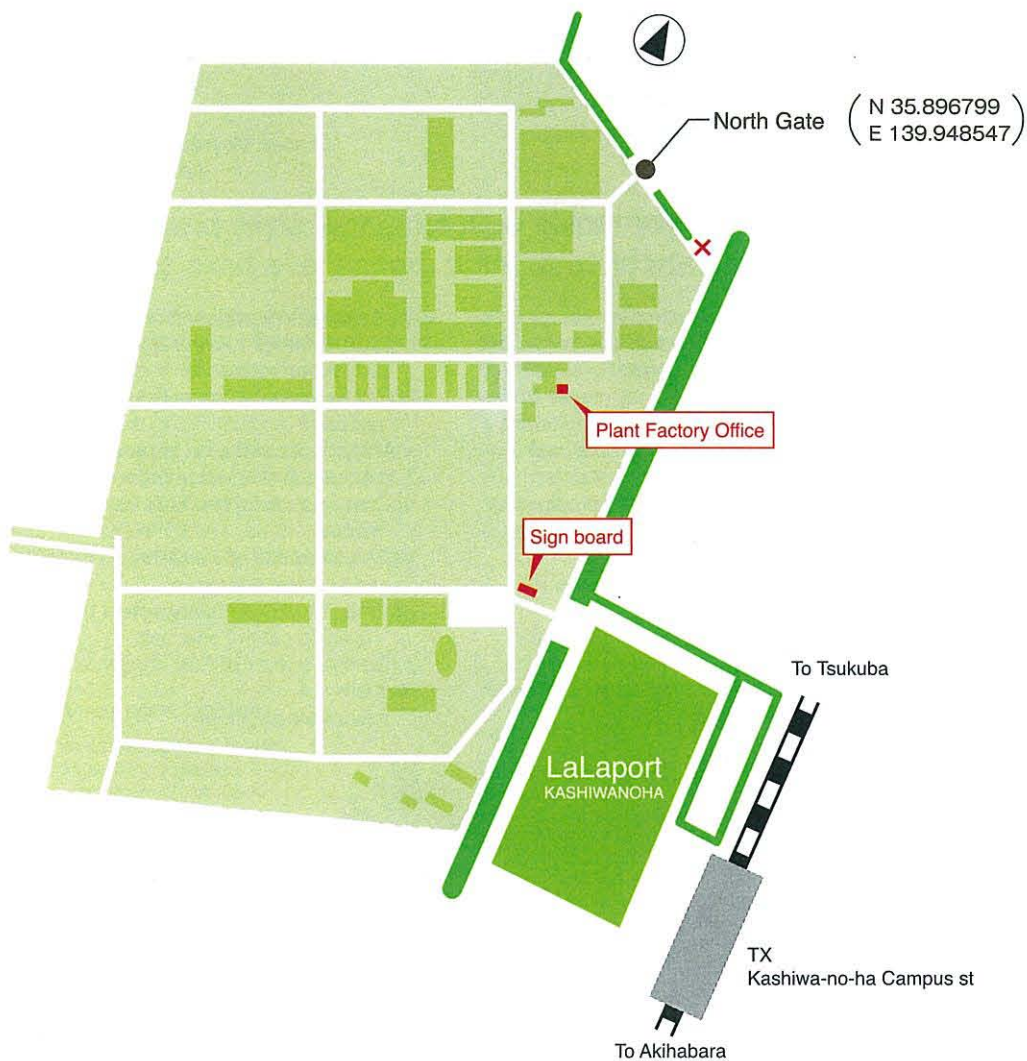 North Gate
( N 35.896799
E 139.948547 )
Plant Factory Office
Sign board
To Tsukuba
LaLaport
KASHIWANOHA
TX
Kashiwa-no-ha Campus st
To Akihabara